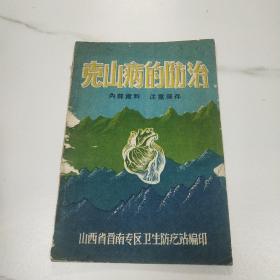 克山病的防治
内部资料 注意保存
山西省晋南专区卫生防疫站编印